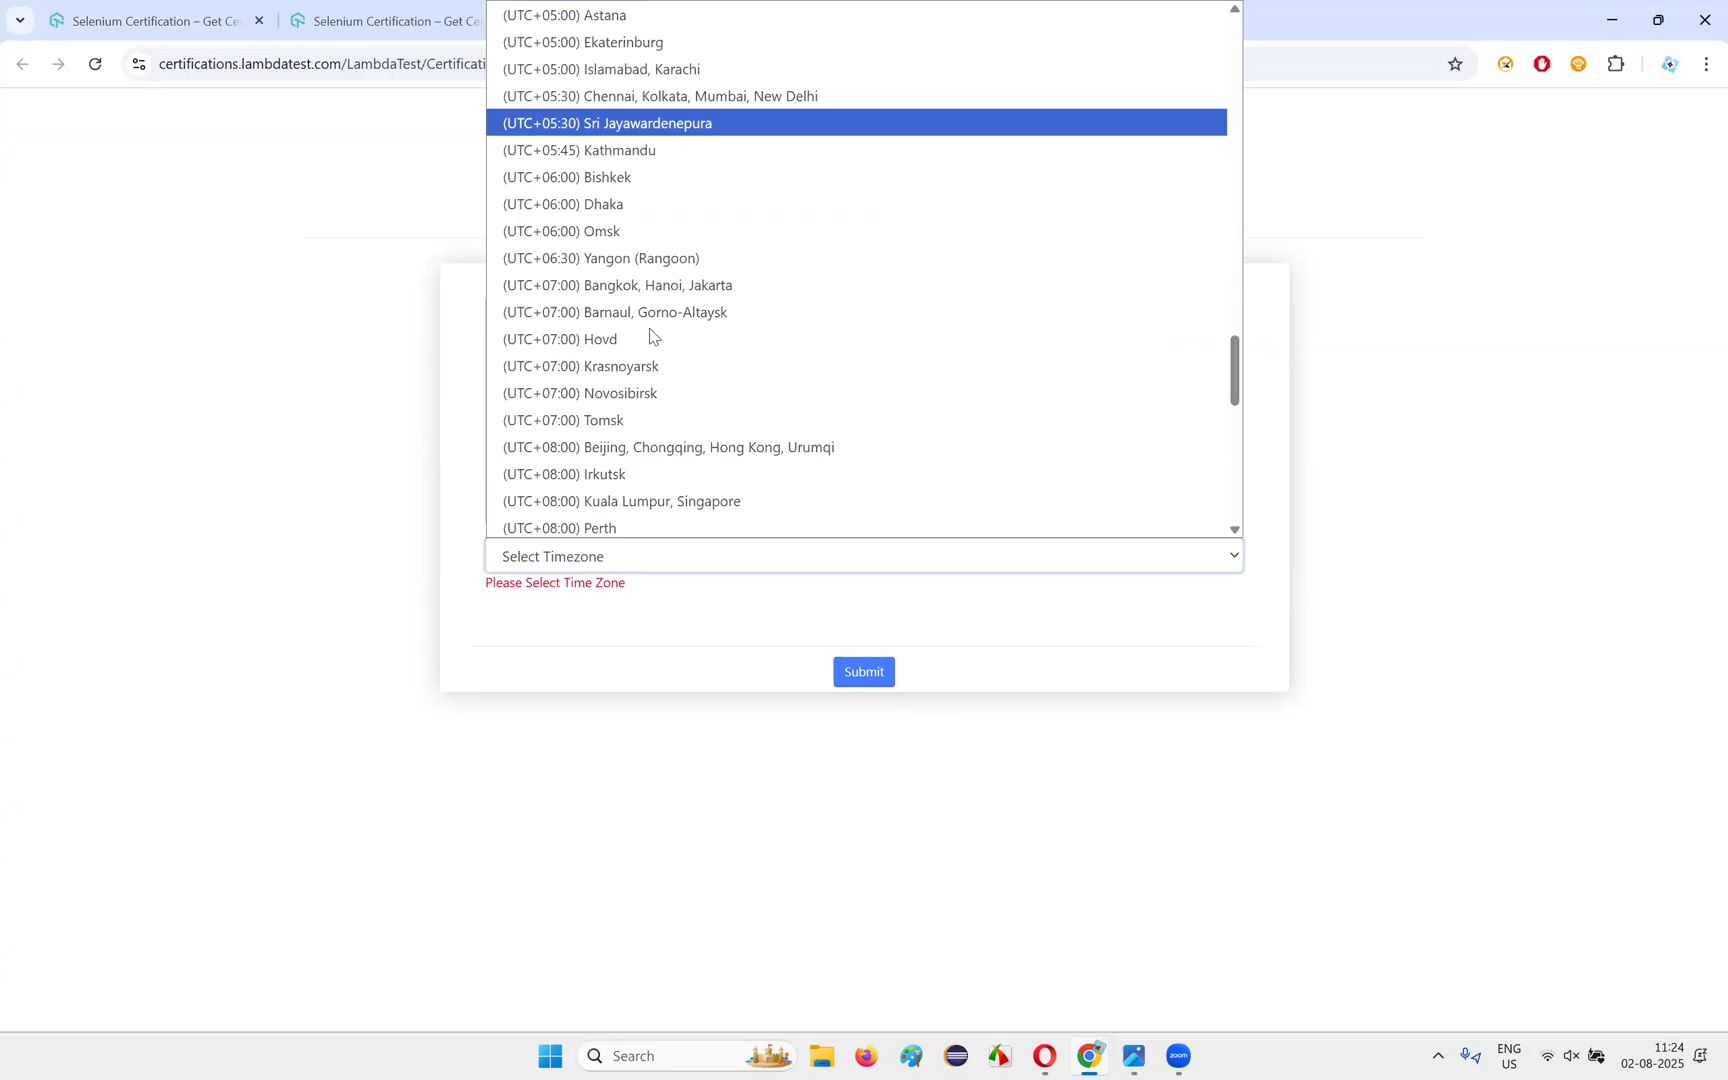 Selenium Certification – Get Ce
Selenium Certification – Get Ce
certifications.lambdatest.com/LambdaTest/Certificati
(UTC+05:00) Astana
(UTC+05:00) Ekaterinburg
(UTC+05:00) Islamabad, Karachi
(UTC+05:30) Chennai, Kolkata, Mumbai, New Delhi
(UTC+05:30) Sri Jayawardenepura
(UTC+05:45) Kathmandu
(UTC+06:00) Bishkek
(UTC+06:00) Dhaka
(UTC+06:00) Omsk
(UTC+06:30) Yangon (Rangoon)
(UTC+07:00) Bangkok, Hanoi, Jakarta
(UTC+07:00) Barnaul, Gorno-Altaysk
(UTC+07:00) Hovd
(UTC+07:00) Krasnoyarsk
(UTC+07:00) Novosibirsk
(UTC+07:00) Tomsk
(UTC+08:00) Beijing, Chongqing, Hong Kong, Urumqi
(UTC+08:00) Irkutsk
(UTC+08:00) Kuala Lumpur, Singapore
(UTC+08:00) Perth
Select Timezone
Please Select Time Zone
Submit
Search
zoom
ENG
US
11:24
02-08-2025